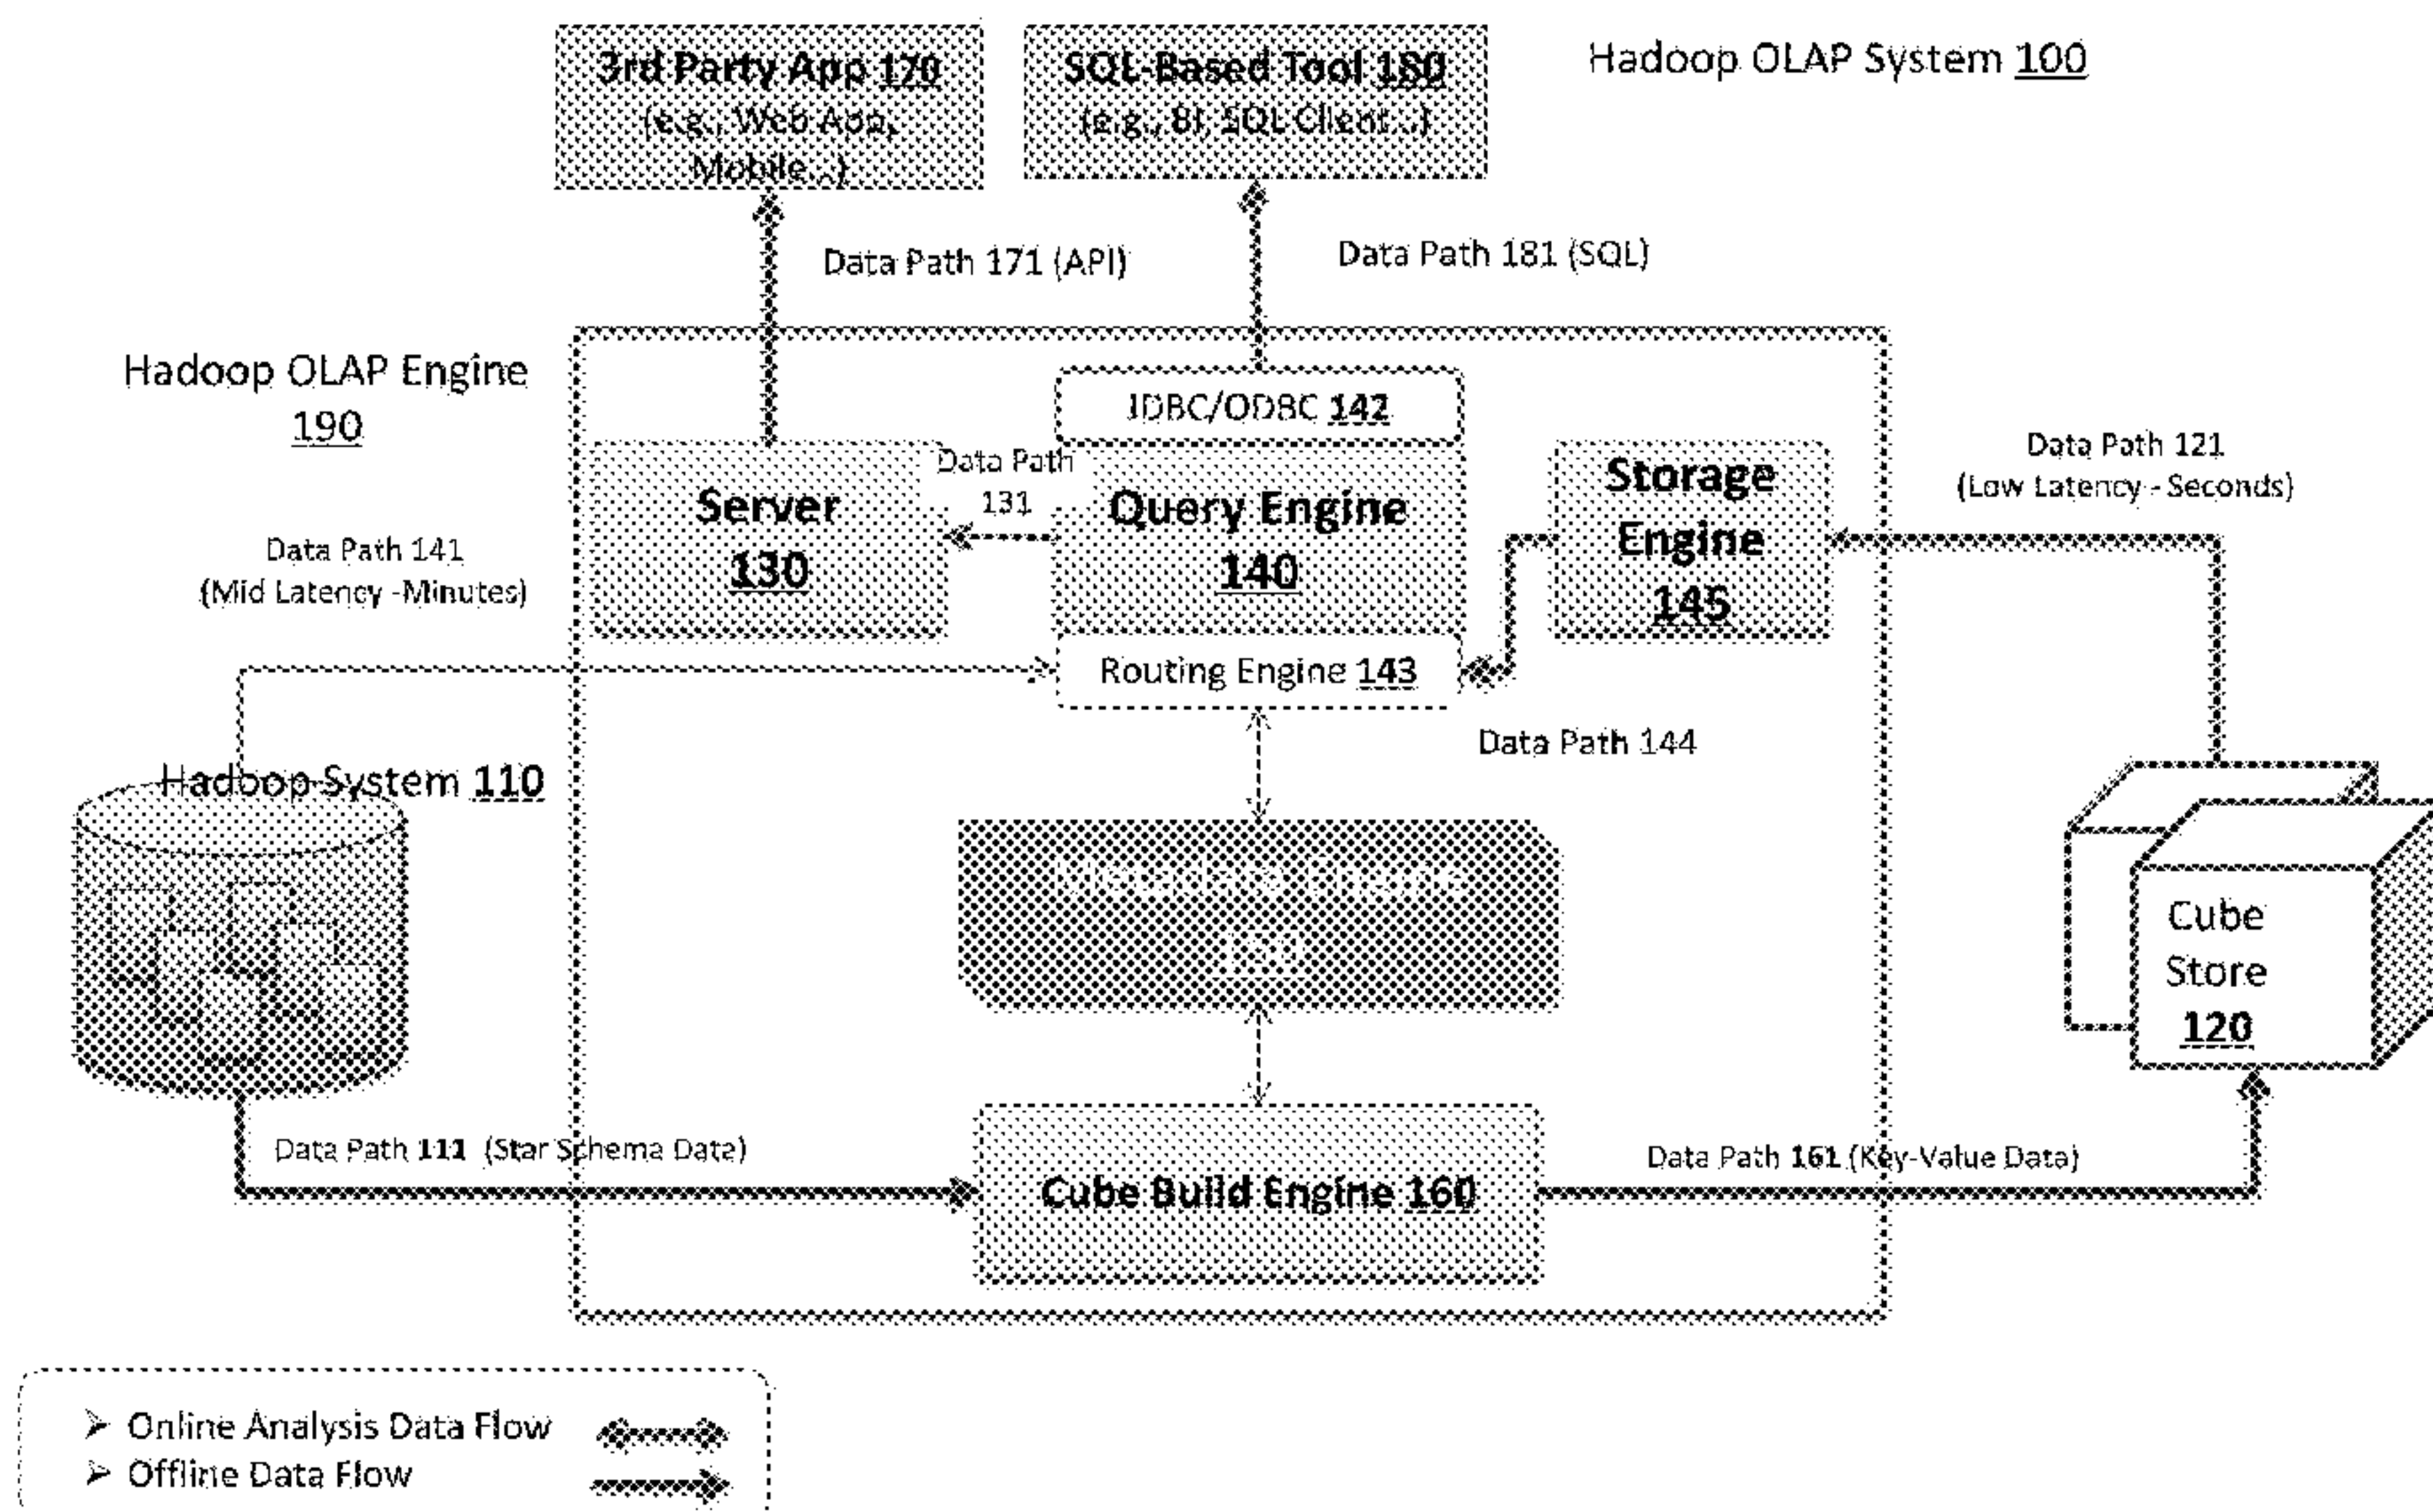 3rd Party App 170
(e.g., Web App,
Mobile...)
SQL-Based Tool 180
(e.g., BI, SQL Client...)
Hadoop OLAP System 100
Data Path 171 (API)
Data Path 181 (SQL)
Hadoop OLAP Engine
190
JDBC/ODBC 142
Server
130
Data Path
131
Query Engine
140
Storage
Engine
145
Data Path 121
(Low Latency - Seconds)
Data Path 141
(Mid Latency -Minutes)
Routing Engine 143
Data Path 144
Hadoop System 110
Engine
Cube
Store
120
Data Path 111 (Star Schema Data)
Cube Build Engine 160
Data Path 161 (Key-Value Data)
➢ Online Analysis Data Flow
➢ Offline Data Flow